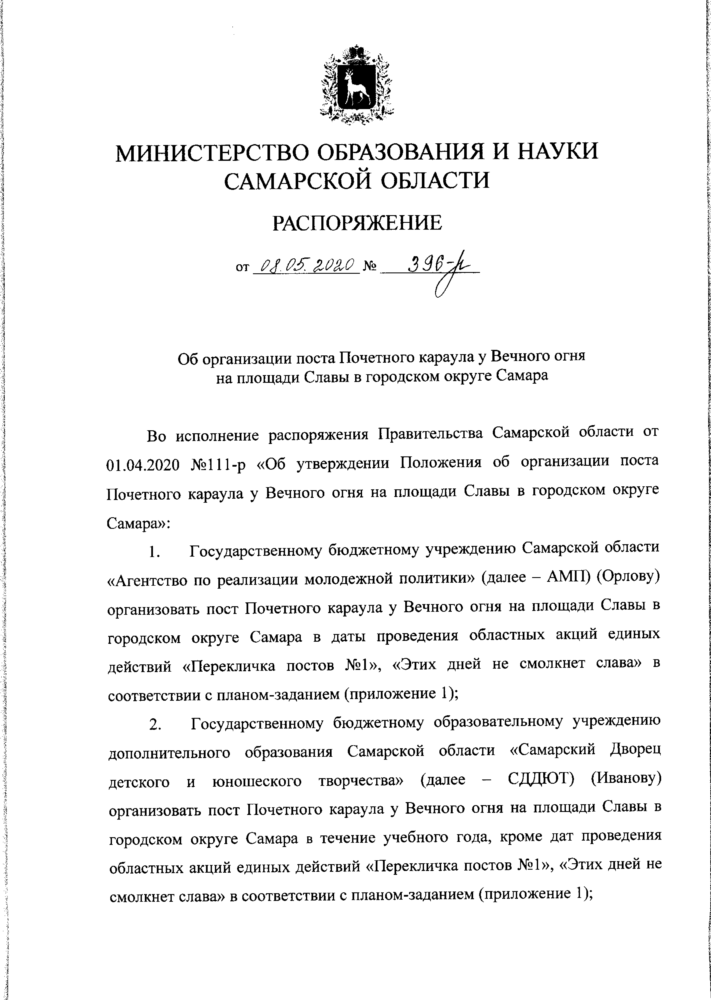 МИНИСТЕРСТВО ОБРАЗОВАНИЯ И НАУКИ
САМАРСКОЙ ОБЛАСТИ
РАСПОРЯЖЕНИЕ
от 08.05.2020 № 396-р
Об организации поста Почетного караула у Вечного огня
на площади Славы в городском округе Самара
Во исполнение распоряжения Правительства Самарской области от
01.04.2020 №111-р «Об утверждении Положения об организации поста
Почетного караула у Вечного огня на площади Славы в городском округе
Самара»:
1. Государственному бюджетному учреждению Самарской области
«Агентство по реализации молодежной политики» (далее – АМП) (Орлову)
организовать пост Почетного караула у Вечного огня на площади Славы в
городском округе Самара в даты проведения областных акций единых
действий «Перекличка постов №1», «Этих дней не смолкнет слава» в
соответствии с планом-заданием (приложение 1);
2. Государственному бюджетному образовательному учреждению
дополнительного образования Самарской области «Самарский Дворец
детского и юношеского творчества» (далее – СДДЮТ) (Иванову)
организовать пост Почетного караула у Вечного огня на площади Славы в
городском округе Самара в течение учебного года, кроме дат проведения
областных акций единых действий «Перекличка постов №1», «Этих дней не
смолкнет слава» в соответствии с планом-заданием (приложение 1);